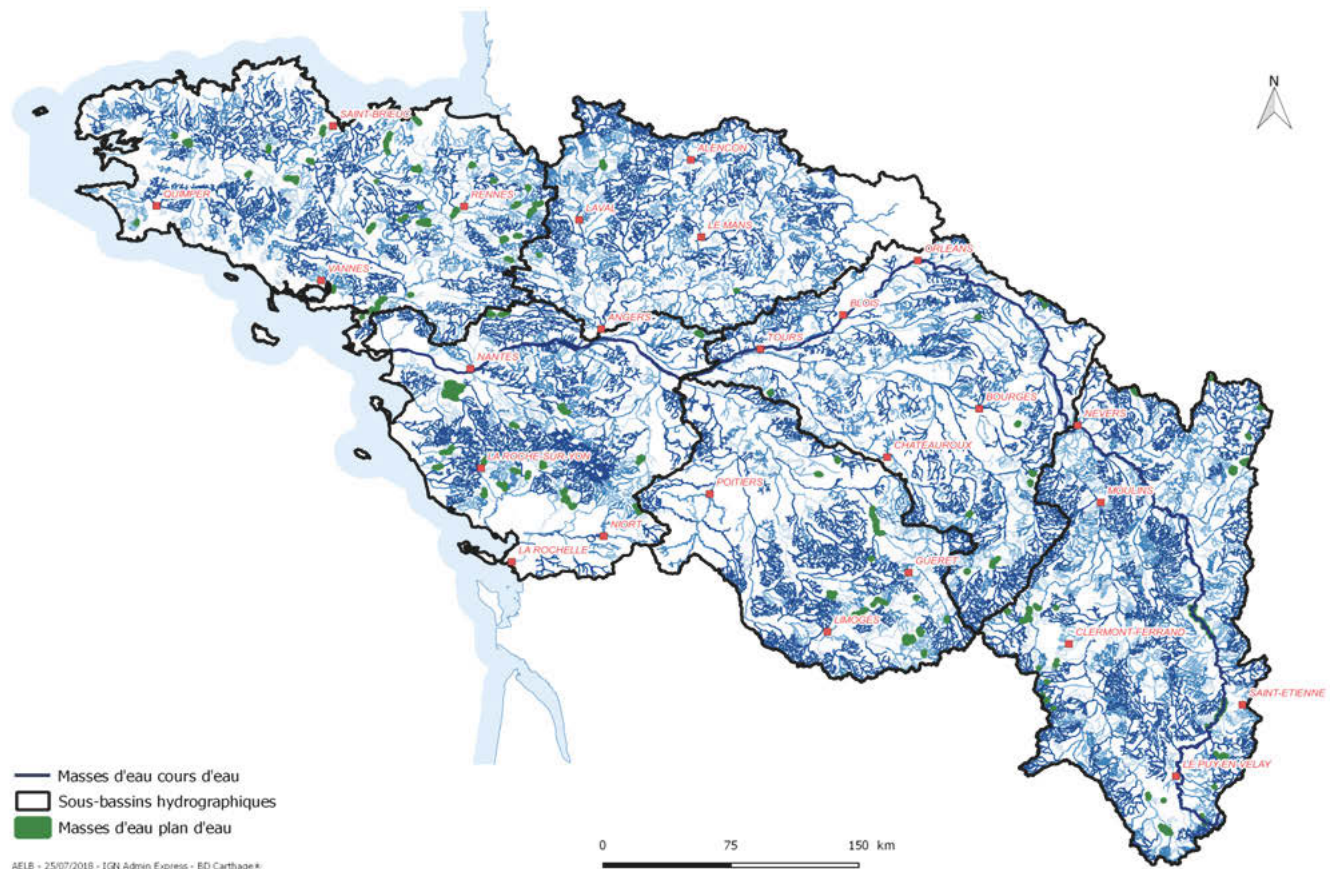 N
SAINT-BRIEUC
ALENCON
QUIMPER
RENNES
LAVAL
LE MANS
ORLEANS
VANNES
BLOIS
ANGERS
TOURS
NANTES
BOURGES
NEVERS
CHATEAUROUX
LA ROCHE-SUR-YON
POITIERS
MOULINS
NIORT
LA ROCHELLE
GUERET
LIMOGES
CLERMONT-FERRAND
SAINT-ETIENNE
LE PUY-EN-VELAY
Masses d'eau cours d'eau
Sous-bassins hydrographiques
Masses d'eau plan d'eau
0 75 150 km
AELB - 25/07/2018 - IGN Admin Express - BD Carthage®